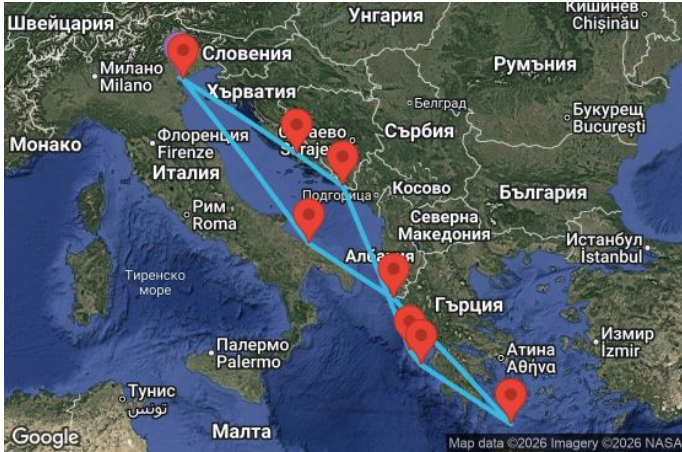 Швейцария
Унгария
Кишинев
Chișinău
Словения
Милано
Milano
Хърватия
Румъния
Белград
Букурещ
București
Монако
Флоренция
Firenze
Сараево
Sarajevo
Сърбия
Италия
Подгорица
Косово
България
Рим
Roma
Северна
Македония
Албания
Истанбул
İstanbul
Тиренско
море
Гърция
Измир
İzmir
Палермо
Palermo
Атина
Αθήνα
Тунис
تونس
Малта
Google
Map data ©2026 Imagery ©2026 NASA